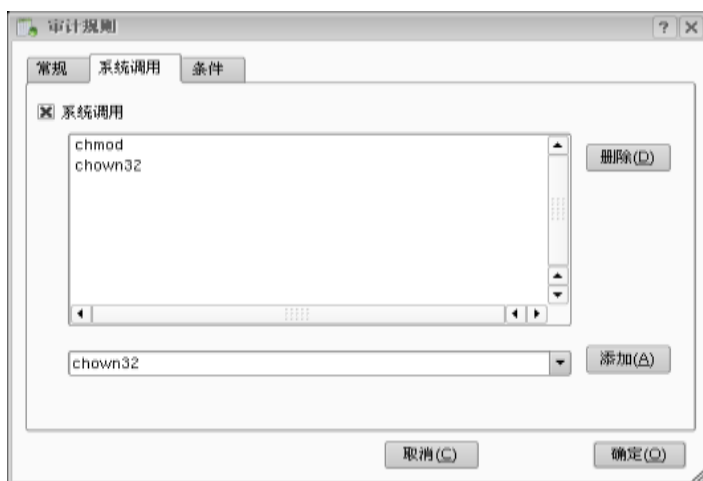 审计规则
常规 系统调用 条件
系统调用
chmod
chown32
删除(D)
chown32
添加(A)
取消(C) 确定(O)